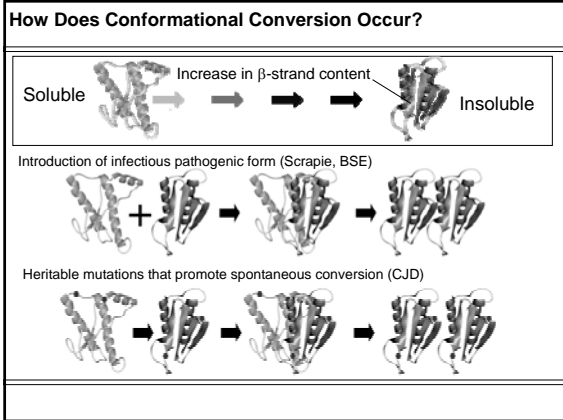 How Does Conformational Conversion Occur?
Increase in β-strand content
Soluble
Insoluble
Introduction of infectious pathogenic form (Scrapie, BSE)
+
Heritable mutations that promote spontaneous conversion (CJD)